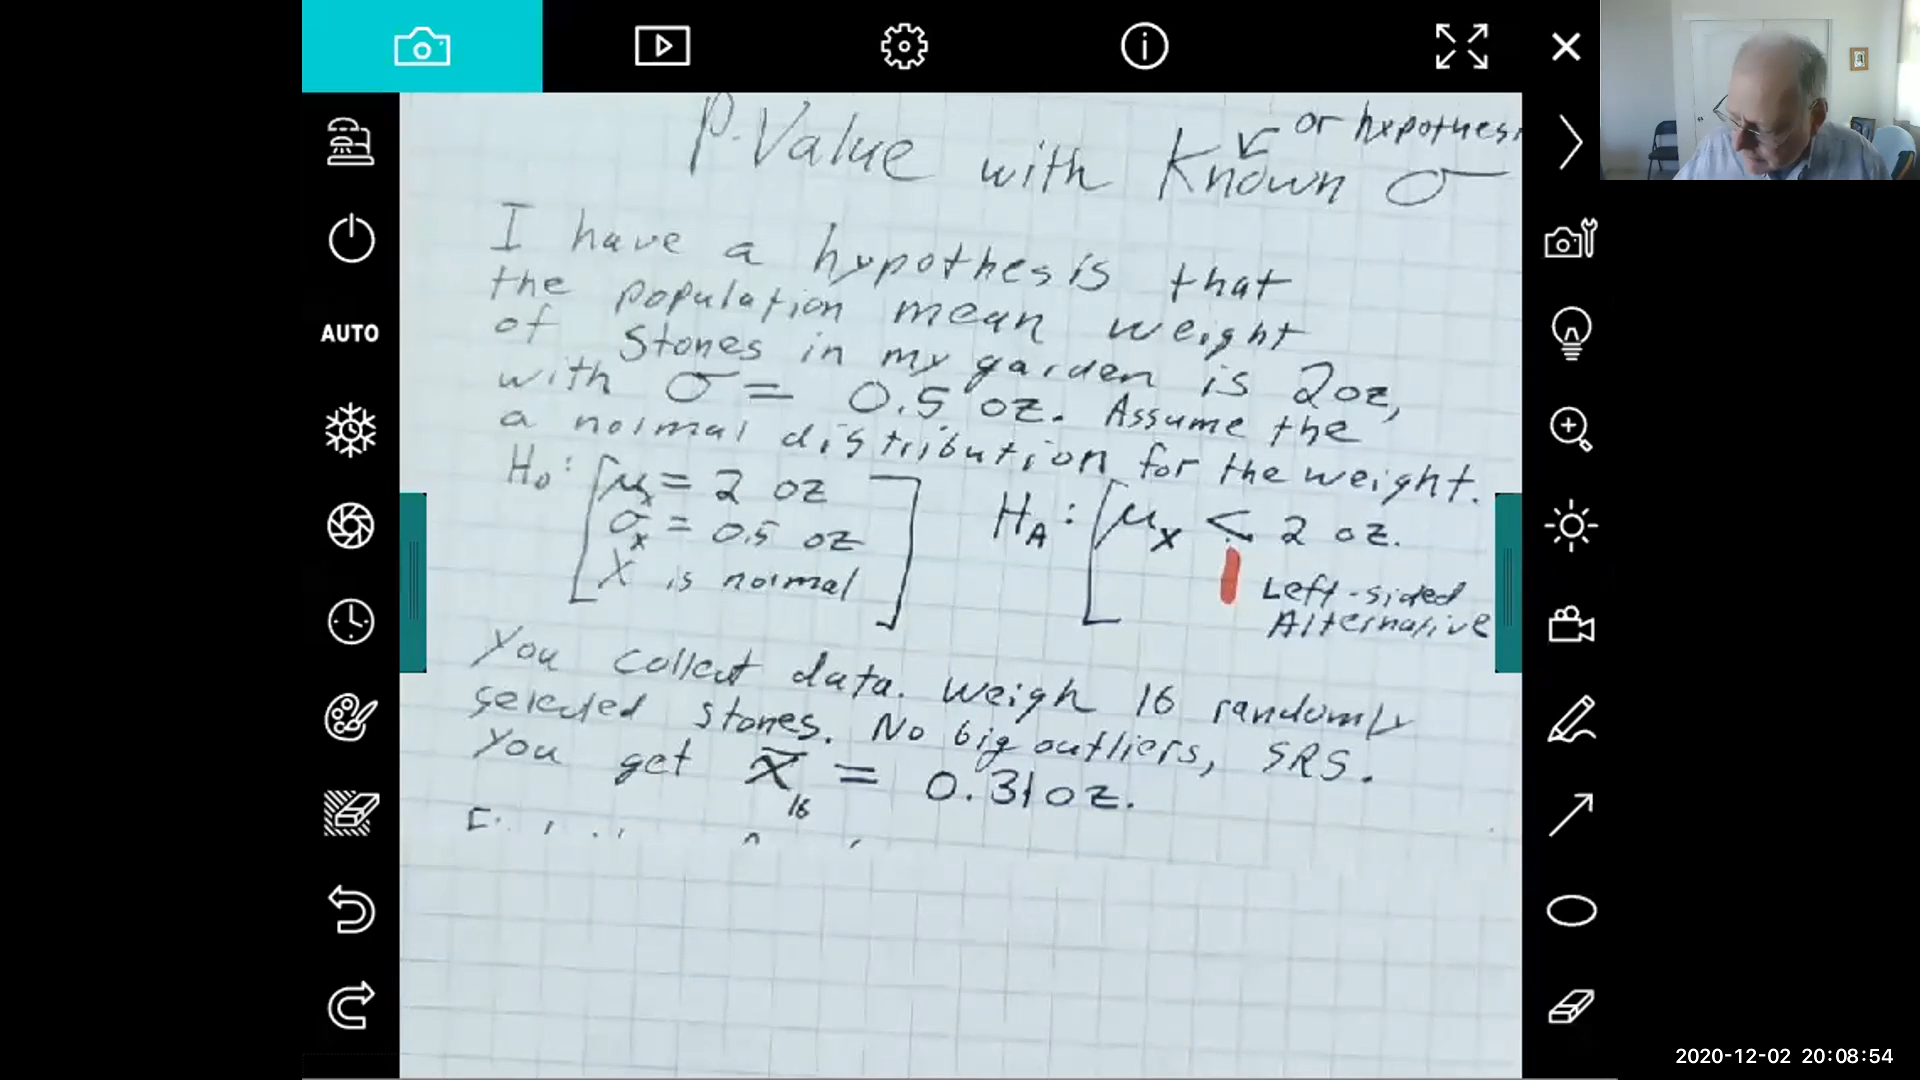 P-Value with Known σ
or hypothesi
I have a hypothesis that
the population mean weight
of stones in my garden is 2oz,
with σ = 0.5 oz. Assume the
a normal distribution for the weight.
H₀: [μₓ = 2 oz
σₓ = 0.5 oz
X is normal]
H_A: [μₓ < 2 oz.
Left-sided
Alternative
You collect data. Weigh 16 randomly
selected stones. No big outliers, SRS.
You get x̄₁₆ = 0.31oz.
AUTO
2020-12-02 20:08:54